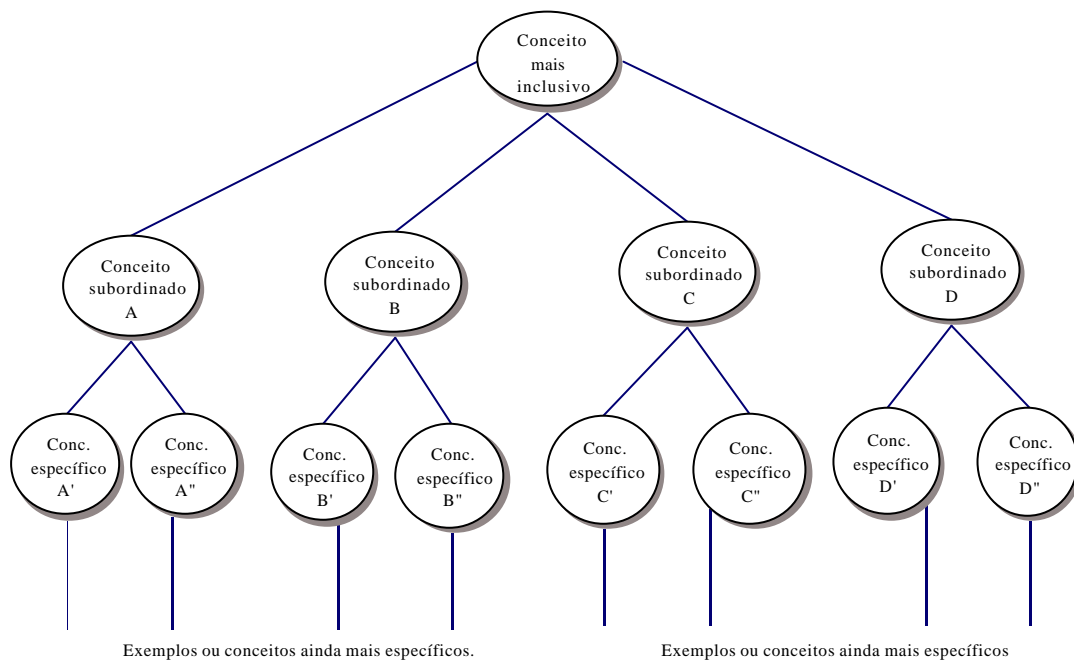 Conceito
mais
inclusivo
Conceito
subordinado
A
Conceito
subordinado
B
Conceito
subordinado
C
Conceito
subordinado
D
Conc.
específico
A'
Conc.
específico
A"
Conc.
específico
B'
Conc.
específico
B"
Conc.
específico
C'
Conc.
específico
C"
Conc.
específico
D'
Conc.
específico
D"
Exemplos ou conceitos ainda mais específicos.
Exemplos ou conceitos ainda mais específicos